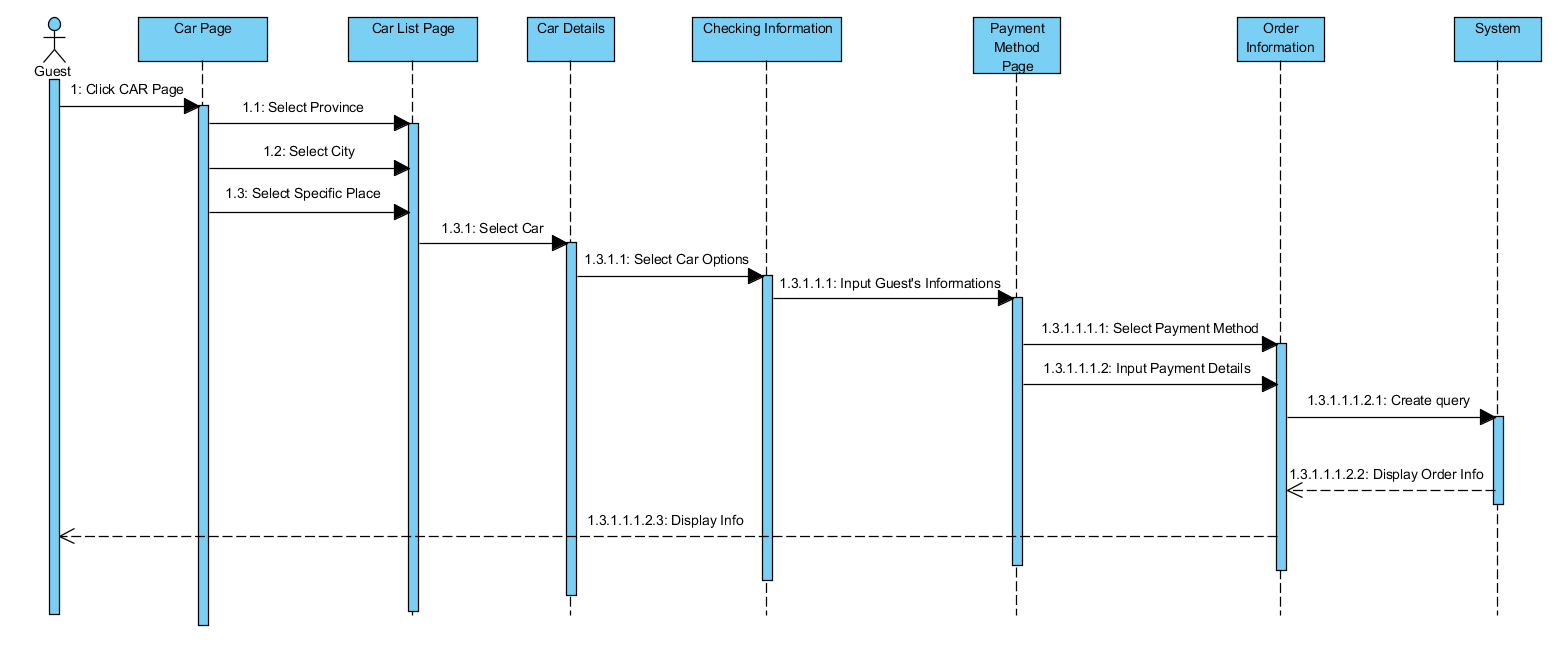 Car Page
Car List Page
Car Details
Checking Information
Payment
Method
Page
Order
Information
System
Guest
1: Click CAR Page
1.1: Select Province
1.2: Select City
1.3: Select Specific Place
1.3.1: Select Car
1.3.1.1: Select Car Options
1.3.1.1.1: Input Guest's Informations
1.3.1.1.1.1: Select Payment Method
1.3.1.1.1.2: Input Payment Details
1.3.1.1.1.2.1: Create query
1.3.1.1.1.2.2: Display Order Info
1.3.1.1.1.2.3: Display Info